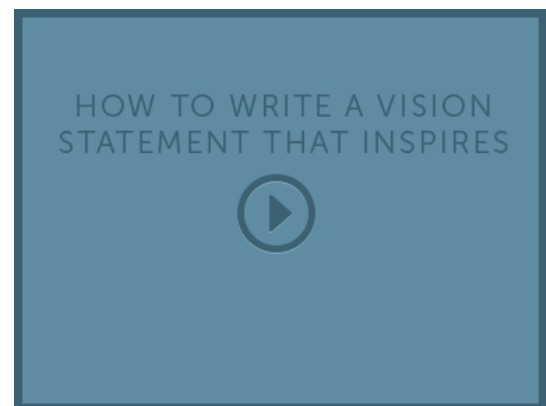 HOW TO WRITE A VISION
STATEMENT THAT INSPIRES